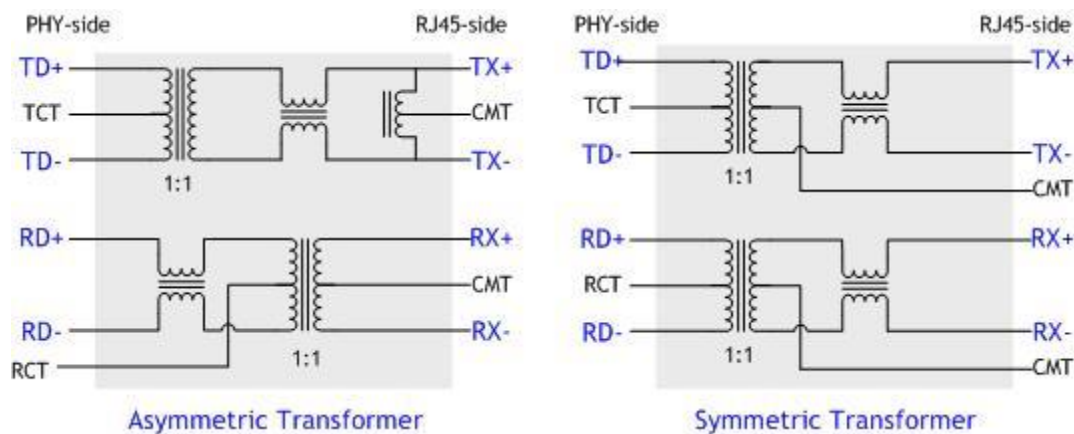 PHY-side
RJ45-side
TD+
TX+
TCT
CMT
TD-
TX-
1:1
RD+
RX+
CMT
RD-
RX-
RCT
1:1
Asymmetric Transformer
PHY-side
RJ45-side
TD+
TX+
TCT
TD-
TX-
1:1
CMT
RD+
RX+
RCT
RD-
RX-
1:1
CMT
Symmetric Transformer